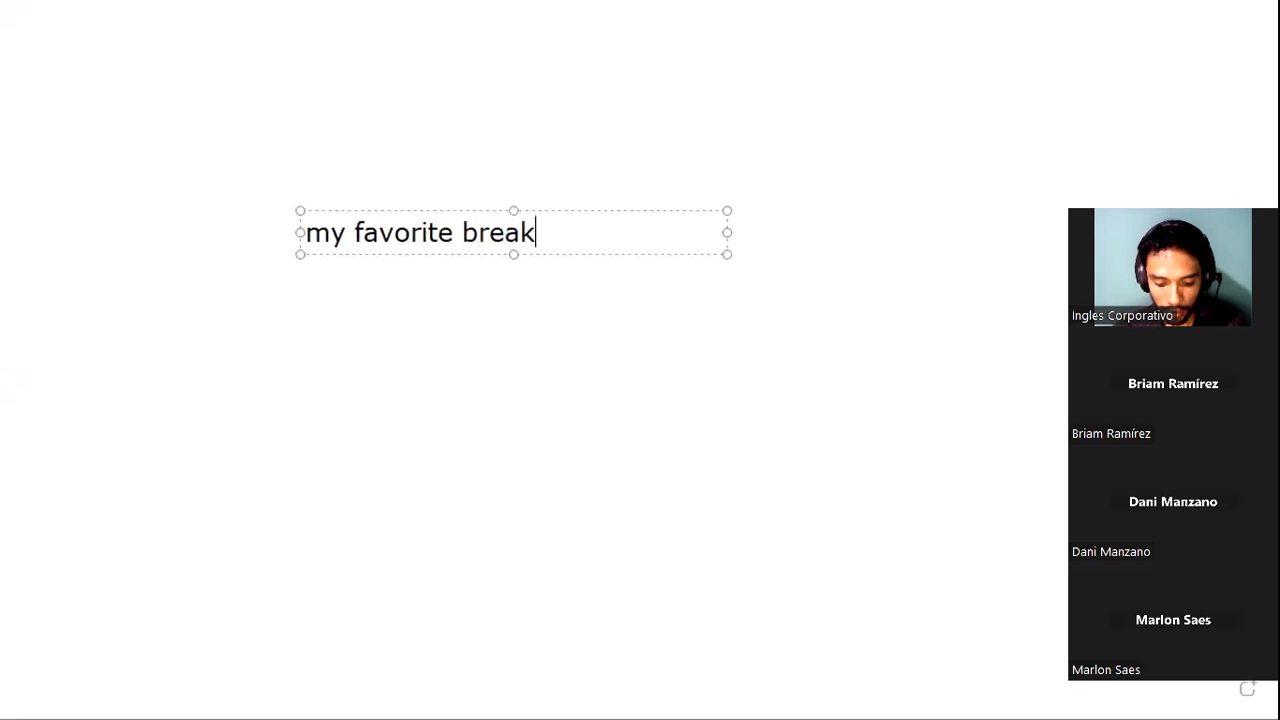 my favorite break
Ingles Corporativo
Briam Ramírez
Briam Ramírez
Dani Manzano
Dani Manzano
Marlon Saes
Marlon Saes